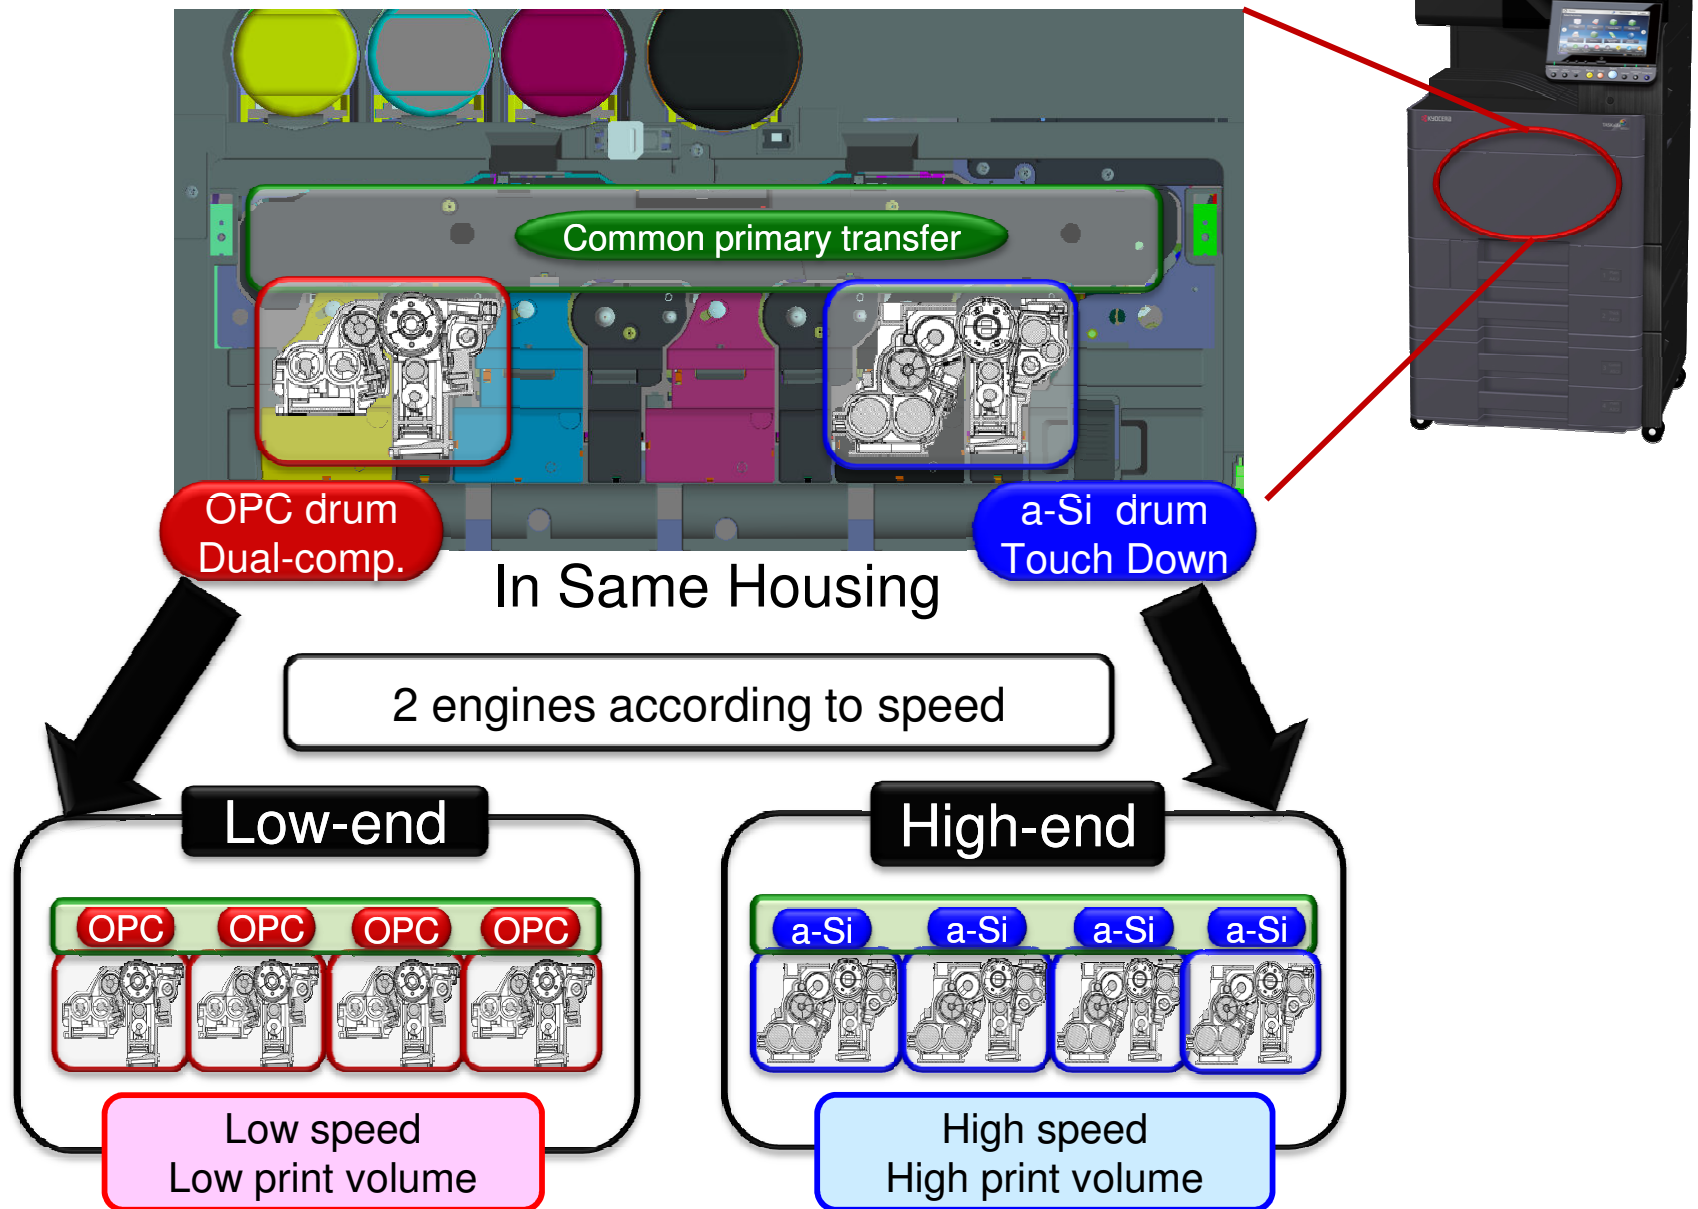 KYOCERA
Common primary transfer
OPC drum
Dual-comp.
a-Si drum
Touch Down
In Same Housing
2 engines according to speed
Low-end
High-end
OPC OPC OPC OPC
a-Si a-Si a-Si a-Si
Low speed
Low print volume
High speed
High print volume